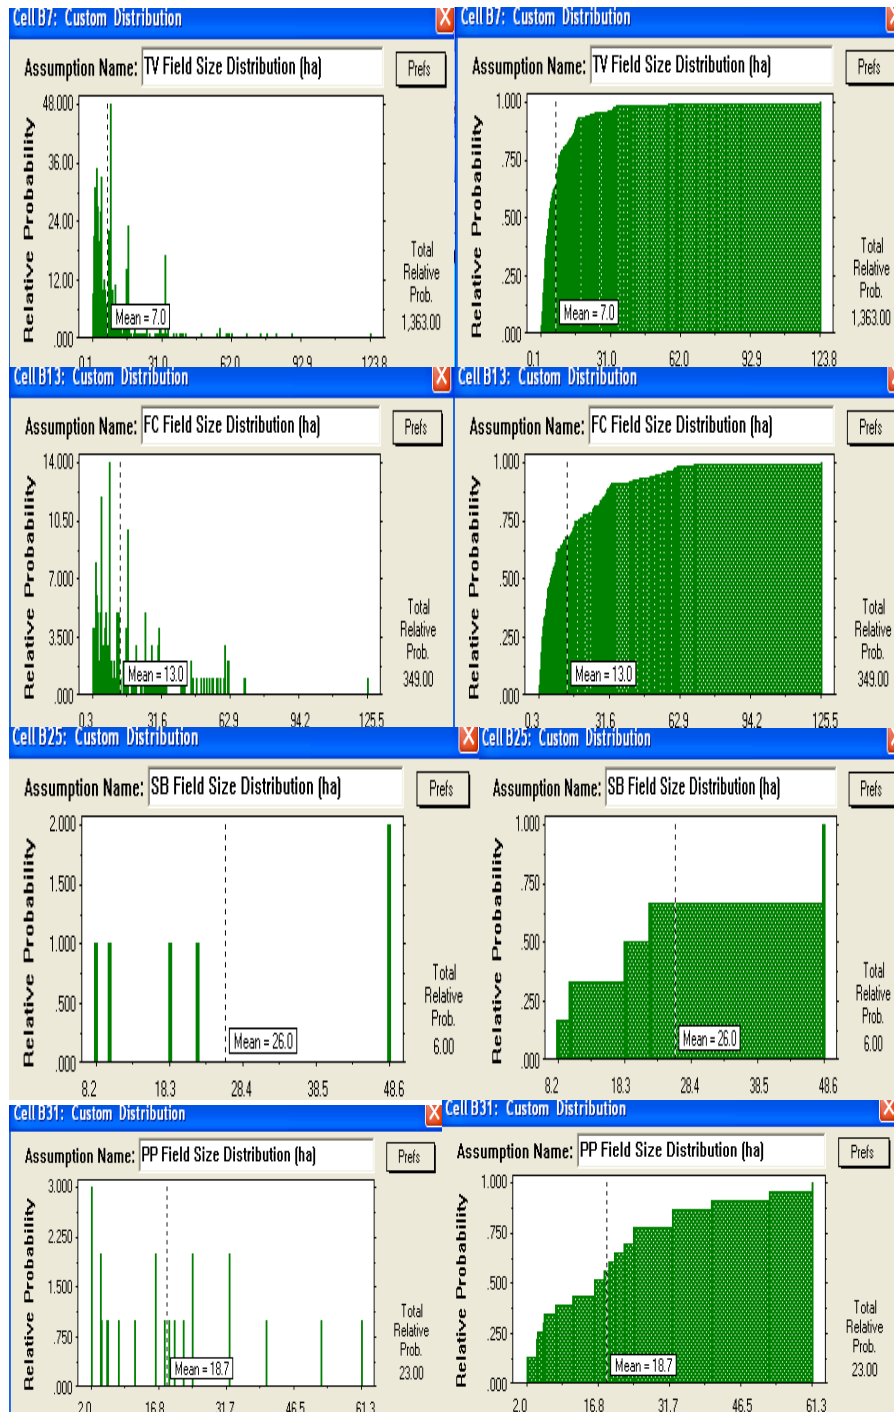 Cell B7: Custom Distribution
Assumption Name: TV Field Size Distribution (ha)
Prefs
48.000
36.000
24.00
12.00
.000
Relative Probability
Mean = 7.0
0.1 31.0 62.0 92.9 123.8
Total
Relative
Prob.
1,363.00
Cell B7: Custom Distribution
Assumption Name: TV Field Size Distribution (ha)
Prefs
1.000
.750
.500
.250
.000
Relative Probability
Mean = 7.0
0.1 31.0 62.0 92.9 123.8
Total
Relative
Prob.
1,363.00
Cell B13: Custom Distribution
Assumption Name: FC Field Size Distribution (ha)
Prefs
14.000
10.50
7.000
3.500
.000
Relative Probability
Mean = 13.0
0.3 31.6 62.9 94.2 125.5
Total
Relative
Prob.
349.00
Cell B13: Custom Distribution
Assumption Name: FC Field Size Distribution (ha)
Prefs
1.000
.750
.500
.250
.000
Relative Probability
Mean = 13.0
0.3 31.6 62.9 94.2 125.5
Total
Relative
Prob.
349.00
Cell B25: Custom Distribution
Assumption Name: SB Field Size Distribution (ha)
Prefs
2.000
1.500
1.000
.500
.000
Relative Probability
Mean = 26.0
8.2 18.3 28.4 38.5 48.6
Total
Relative
Prob.
6.00
Cell B25: Custom Distribution
Assumption Name: SB Field Size Distribution (ha)
Prefs
1.000
.750
.500
.250
.000
Relative Probability
Mean = 26.0
8.2 18.3 28.4 38.5 48.6
Total
Relative
Prob.
6.00
Cell B31: Custom Distribution
Assumption Name: PP Field Size Distribution (ha)
Prefs
3.000
2.250
1.500
.750
.000
Relative Probability
Mean = 18.7
2.0 16.8 31.7 46.5 61.3
Total
Relative
Prob.
23.00
Cell B31: Custom Distribution
Assumption Name: PP Field Size Distribution (ha)
Prefs
1.000
.750
.500
.250
.000
Relative Probability
Mean = 18.7
2.0 16.8 31.7 46.5 61.3
Total
Relative
Prob.
23.00